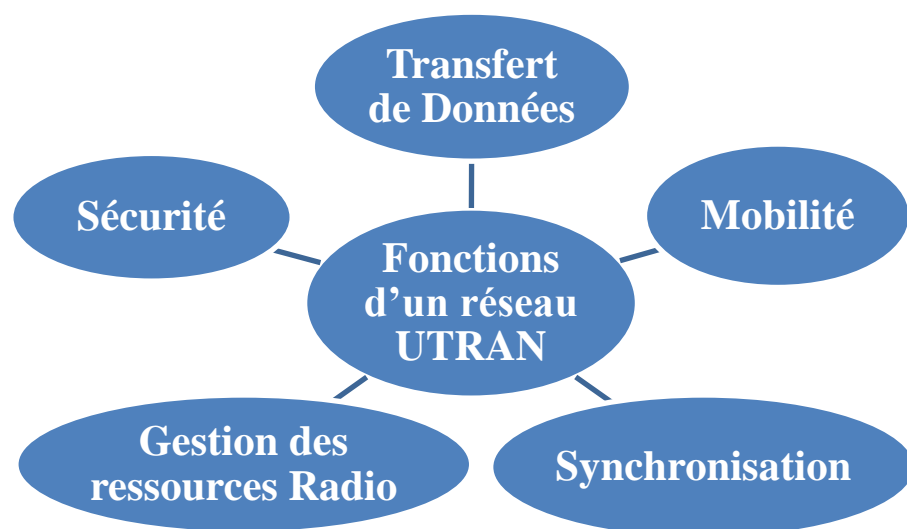 Transfert
de Données
Sécurité
Mobilité
Fonctions
d’un réseau
UTRAN
Gestion des
ressources Radio
Synchronisation